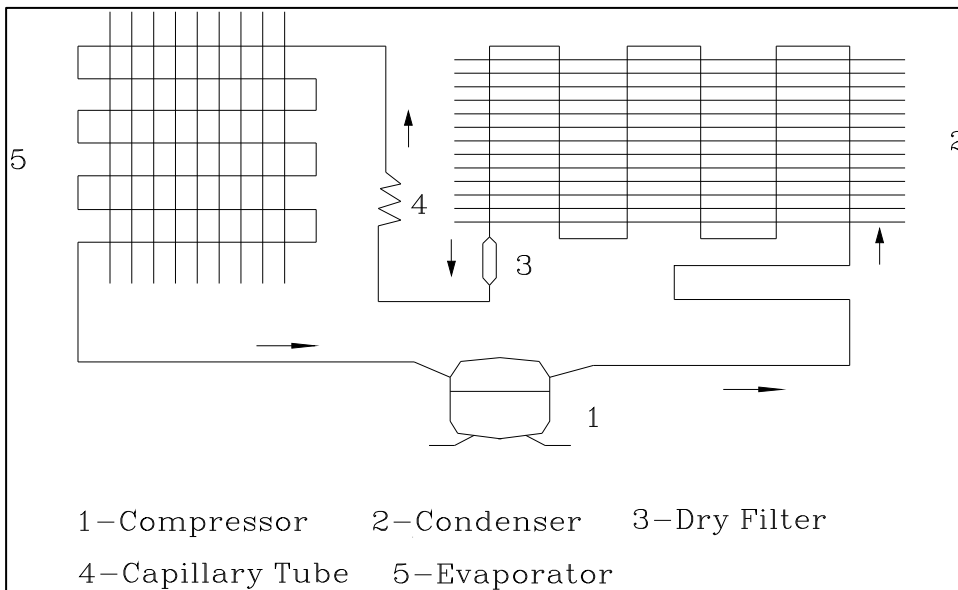 5
2
4
3
1
1-Compressor 2-Condenser 3-Dry Filter
4-Capillary Tube 5-Evaporator